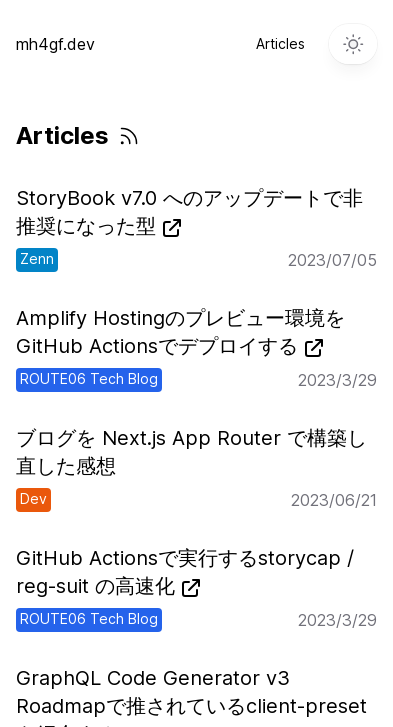 mh4gf.dev
Articles
Articles
StoryBook v7.0 へのアップデートで非
推奨になった型
Zenn
2023/07/05
Amplify Hostingのプレビュー環境を
GitHub Actionsでデプロイする
ROUTE06 Tech Blog
2023/3/29
ブログを Next.js App Router で構築し
直した感想
Dev
2023/06/21
GitHub Actionsで実行するstorycap /
reg-suit の高速化
ROUTE06 Tech Blog
2023/3/29
GraphQL Code Generator v3
Roadmapで推されているclient-preset